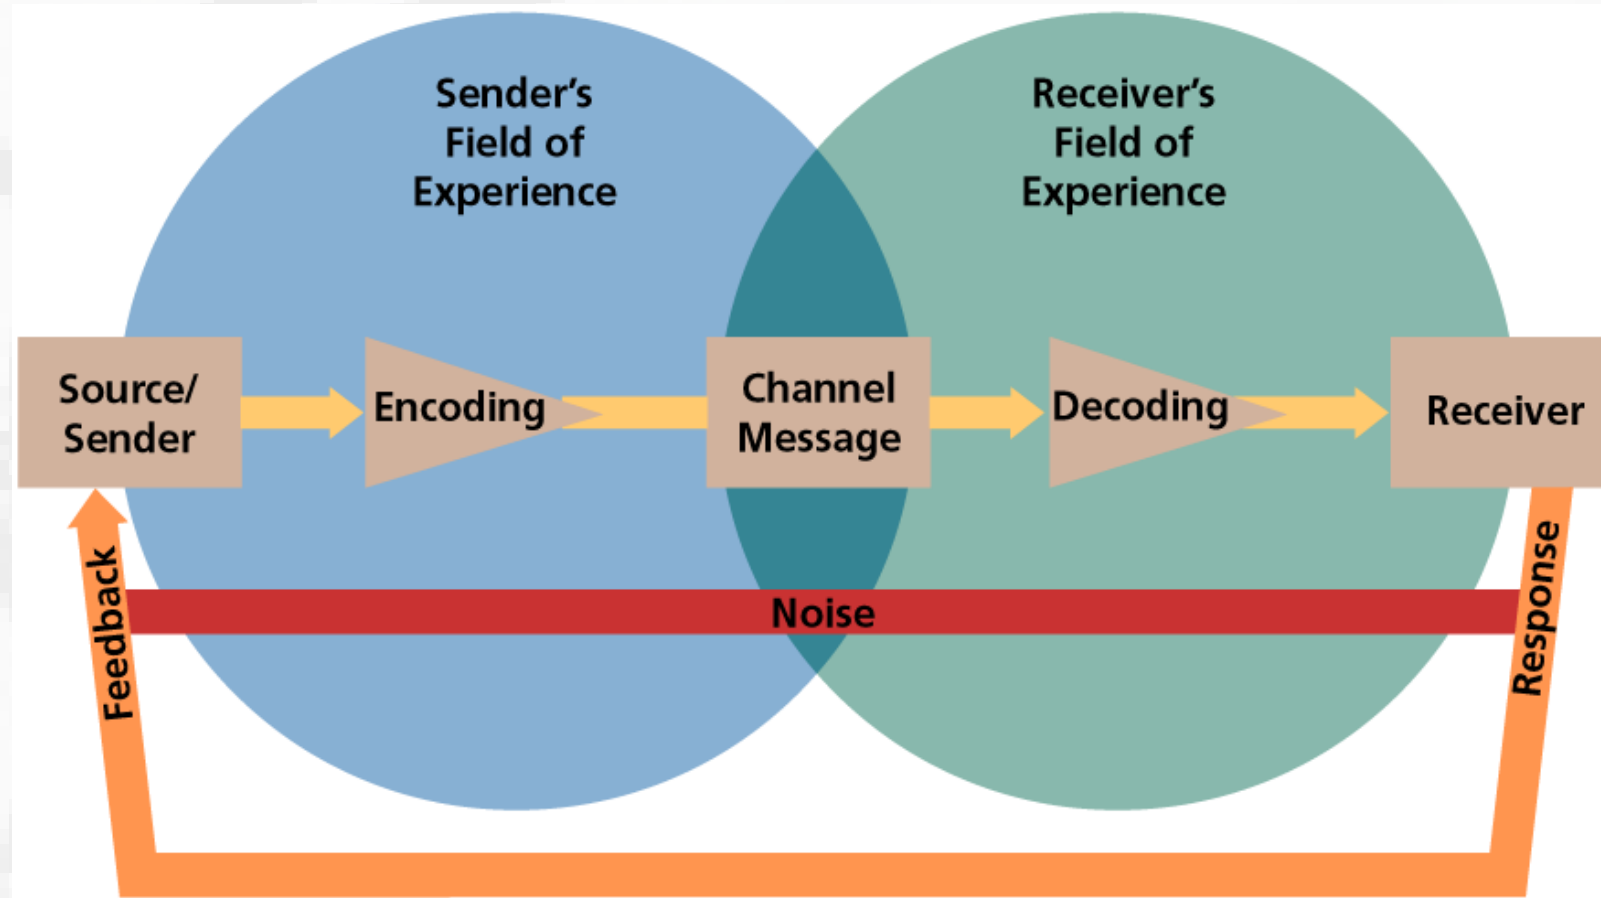 Sender's
Field of
Experience
Receiver's
Field of
Experience
Source/
Sender
Encoding
Channel
Message
Decoding
Receiver
Feedback
Noise
Response